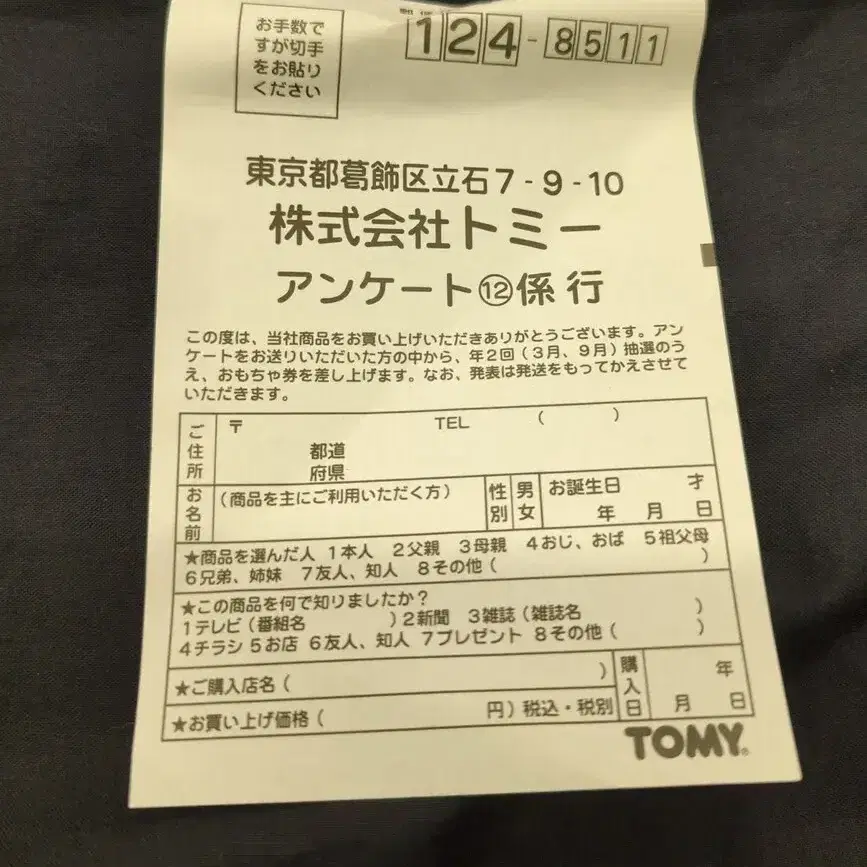 お手数で
すが切手
をお貼り
ください
124-8511
東京都葛飾区立石7-9-10
株式会社トミー
アンケート⑫係 行
この度は、当社商品をお買い上げいただきありがとうございます。アン
ケートをお送りいただいた方の中から、年2回(3月、9月)抽選のう
え、おもちゃ券を差し上げます。なお、発表は発送をもってかえさせて
いただきます。
ご住所 〒 TEL ( )
都道
府県
お名前 (商品を主にご利用いただく方) 性別 男女 お誕生日 才
年 月 日
★商品を選んだ人 1本人 2父親 3母親 4おじ、おば 5祖父母
6兄弟、姉妹 7友人、知人 8その他( )
★この商品を何で知りましたか?
1テレビ(番組名 )2新聞 3雑誌(雑誌名 )
4チラシ 5お店 6友人、知人 7プレゼント 8その他( )
★ご購入店名( ) 購入日 年
★お買い上げ価格( 円)税込・税別 月 日
TOMY®